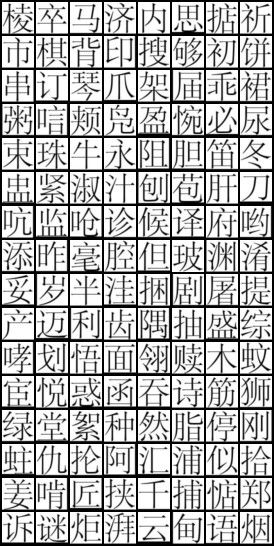 棱卒马济内思掂祈
市棋背印搜够初饼
串订琴爪架届乖裙
粥唁颊凫盈惋必尿
束珠牛永阻胆笛冬
盅紧淑汁刨苞肝刀
吭监呛诊候译府哟
添昨毫腔但玻渊淆
妥岁半洼捆剧屠提
产迈利齿隅抽盛综
哮划悟面翎赎木蚊
宦悦惑函吞诗筋狮
绿堂絮种然脂停刚
蛀仇抡阿汇浦似拾
姜啃匠挟千捕惦郑
诉谜炬湃云甸语烟